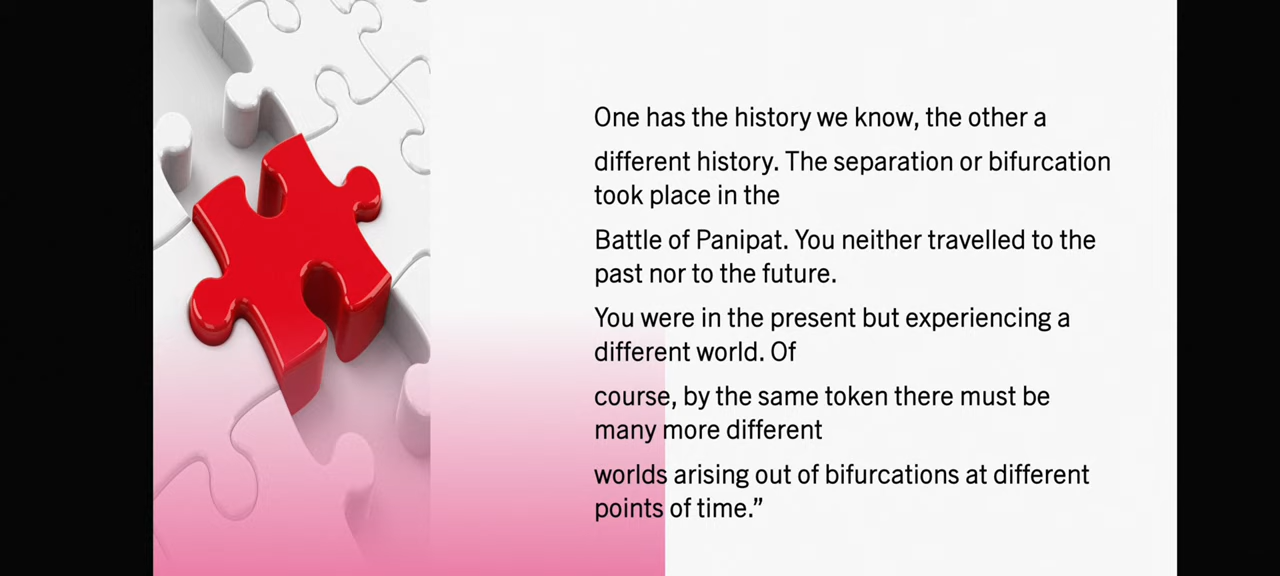 One has the history we know, the other a
different history. The separation or bifurcation
took place in the
Battle of Panipat. You neither travelled to the
past nor to the future.
You were in the present but experiencing a
different world. Of
course, by the same token there must be
many more different
worlds arising out of bifurcations at different
points of time.”